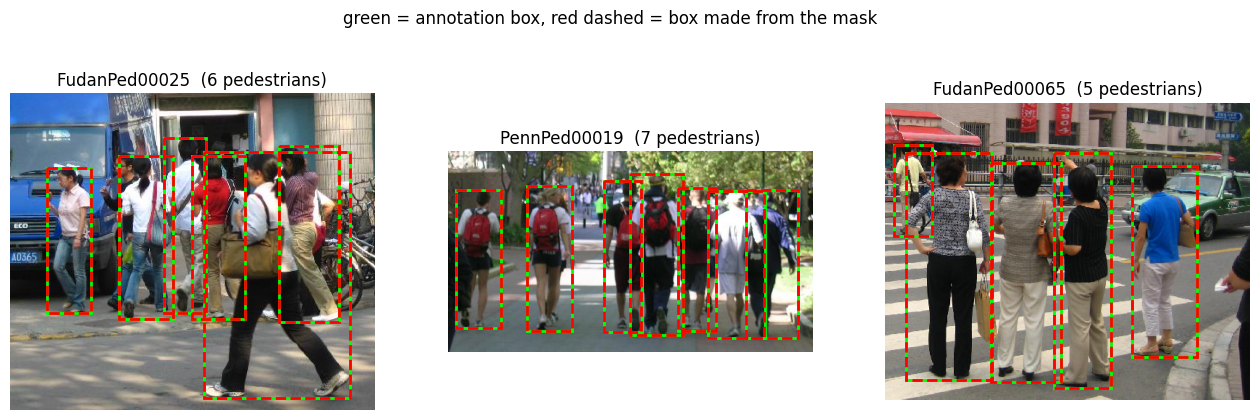 green = annotation box, red dashed = box made from the mask
FudanPed00025 (6 pedestrians)
PennPed00019 (7 pedestrians)
FudanPed00065 (5 pedestrians)
ECO
A0365